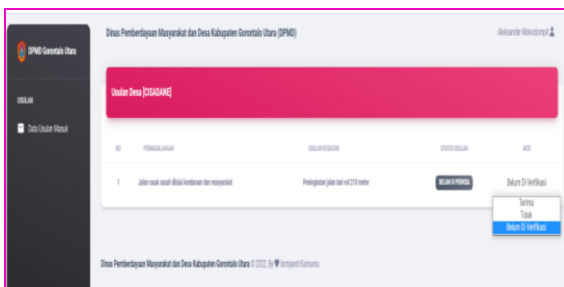 Dinas Pemberdayaan Masyarakat dan Desa Kabupaten Gorontalo Utara (DPMD)
Aleksander Mokodompit
DPMD Gorontalo Utara
USULAN
Data Usulan Masuk
Usulan Desa [CISADANE]
NO PERMASALAHAN USULAN KEGIATAN STATUS USULAN AKSI
1 Jalan rusak susah dilalui kendaraan dan masyarakat Peningkatan jalan tani vol 210 meter BELUM DI PERIKSA Belum Di Verifikasi
Terima
Tolak
Belum Di Verifikasi
Dinas Pemberdayaan Masyarakat dan Desa Kabupaten Gorontalo Utara © 2022, By Ismiyanti Kamumu